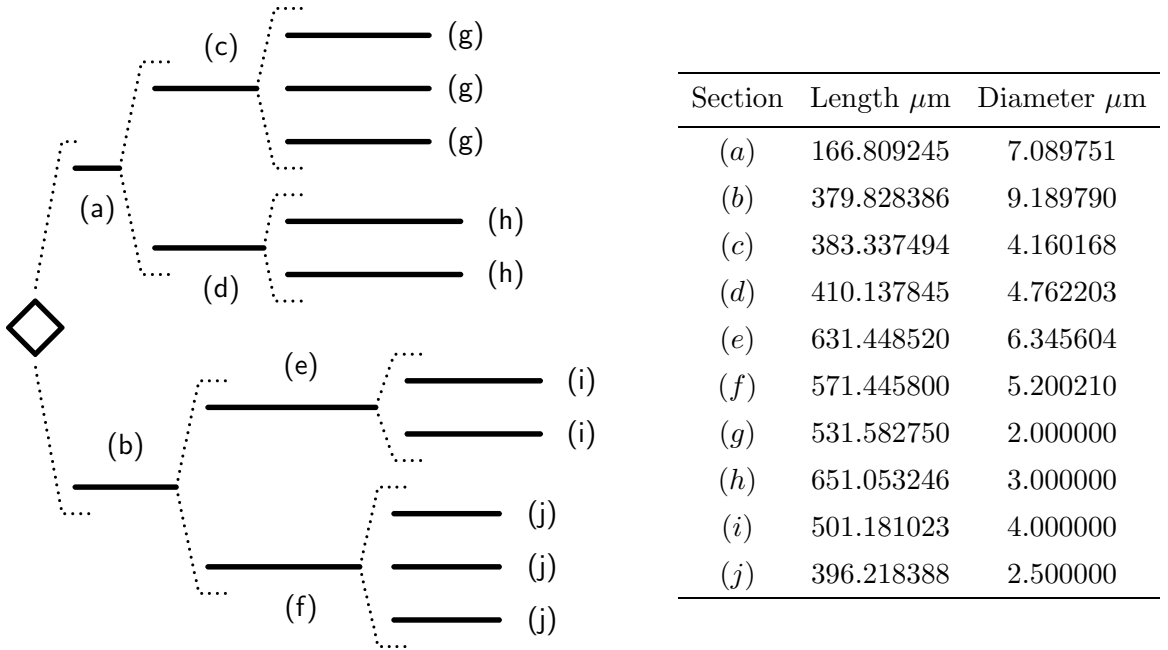 (c)
(g)
(g)
(g)
(a)
(h)
(d)
(h)
(e)
(i)
(i)
(b)
(j)
(j)
(f)
(j)
Section Length μm Diameter μm
(a) 166.809245 7.089751
(b) 379.828386 9.189790
(c) 383.337494 4.160168
(d) 410.137845 4.762203
(e) 631.448520 6.345604
(f) 571.445800 5.200210
(g) 531.582750 2.000000
(h) 651.053246 3.000000
(i) 501.181023 4.000000
(j) 396.218388 2.500000